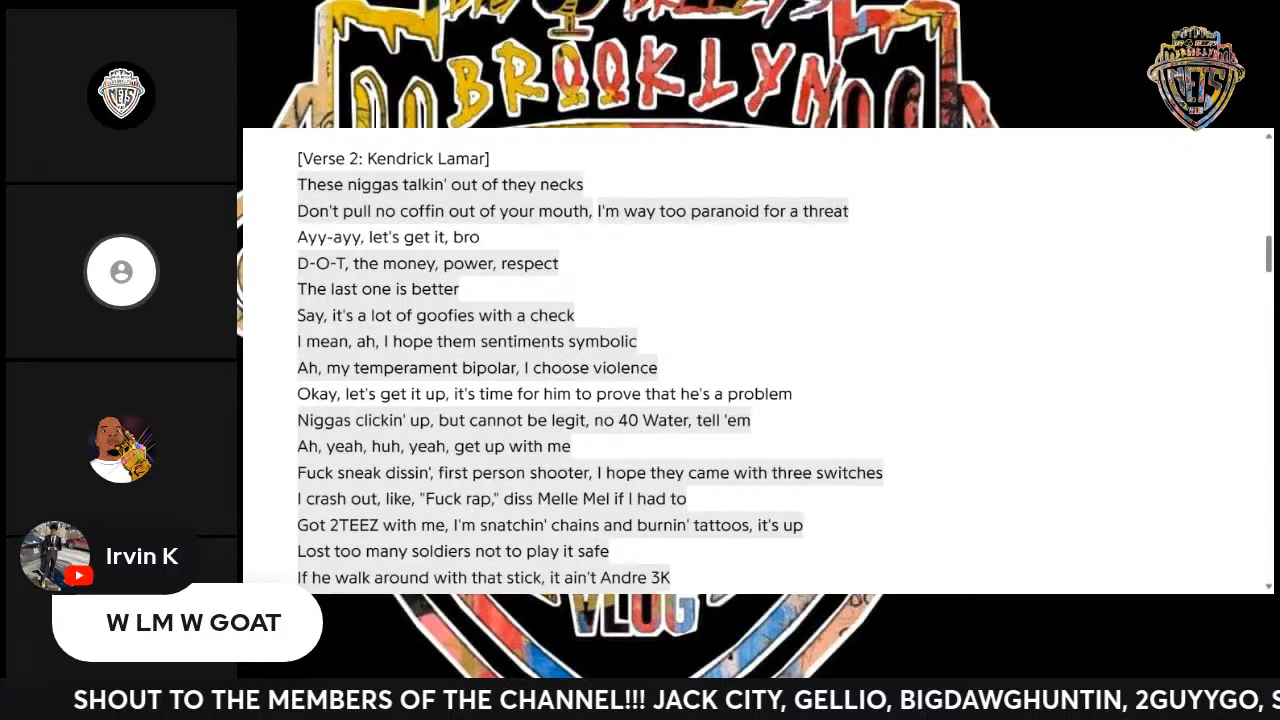 BROOKLYN
BROOKLYN
NETS
NETS
[Verse 2: Kendrick Lamar]
These niggas talkin' out of they necks
Don't pull no coffin out of your mouth, I'm way too paranoid for a threat
Ayy-ayy, let's get it, bro
D-O-T, the money, power, respect
The last one is better
Say, it's a lot of goofies with a check
I mean, ah, I hope them sentiments symbolic
Ah, my temperament bipolar, I choose violence
Okay, let's get it up, it's time for him to prove that he's a problem
Niggas clickin' up, but cannot be legit, no 40 Water, tell 'em
Ah, yeah, huh, yeah, get up with me
Fuck sneak dissin', first person shooter, I hope they came with three switches
I crash out, like, "Fuck rap," diss Melle Mel if I had to
Got 2TEEZ with me, I'm snatchin' chains and burnin' tattoos, it's up
Lost too many soldiers not to play it safe
If he walk around with that stick, it ain't Andre 3K
Irvin K
W LM W GOAT
VLOG
SHOUT TO THE MEMBERS OF THE CHANNEL!!! JACK CITY, GELLIO, BIGDAWGHUNTIN, 2GUYYGO, S